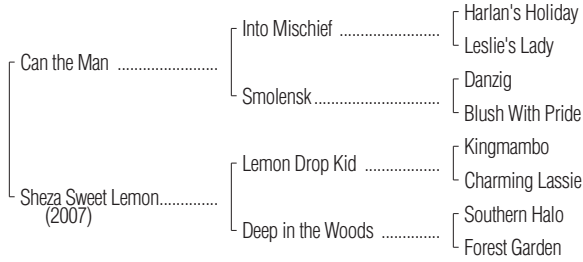 Harlan's Holiday
Into Mischief ........................
Leslie's Lady
Can the Man ........................
Danzig
Smolensk ..............................
Blush With Pride
Kingmambo
Lemon Drop Kid ..................
Charming Lassie
Sheza Sweet Lemon..............
(2007)
Southern Halo
Deep in the Woods ..............
Forest Garden